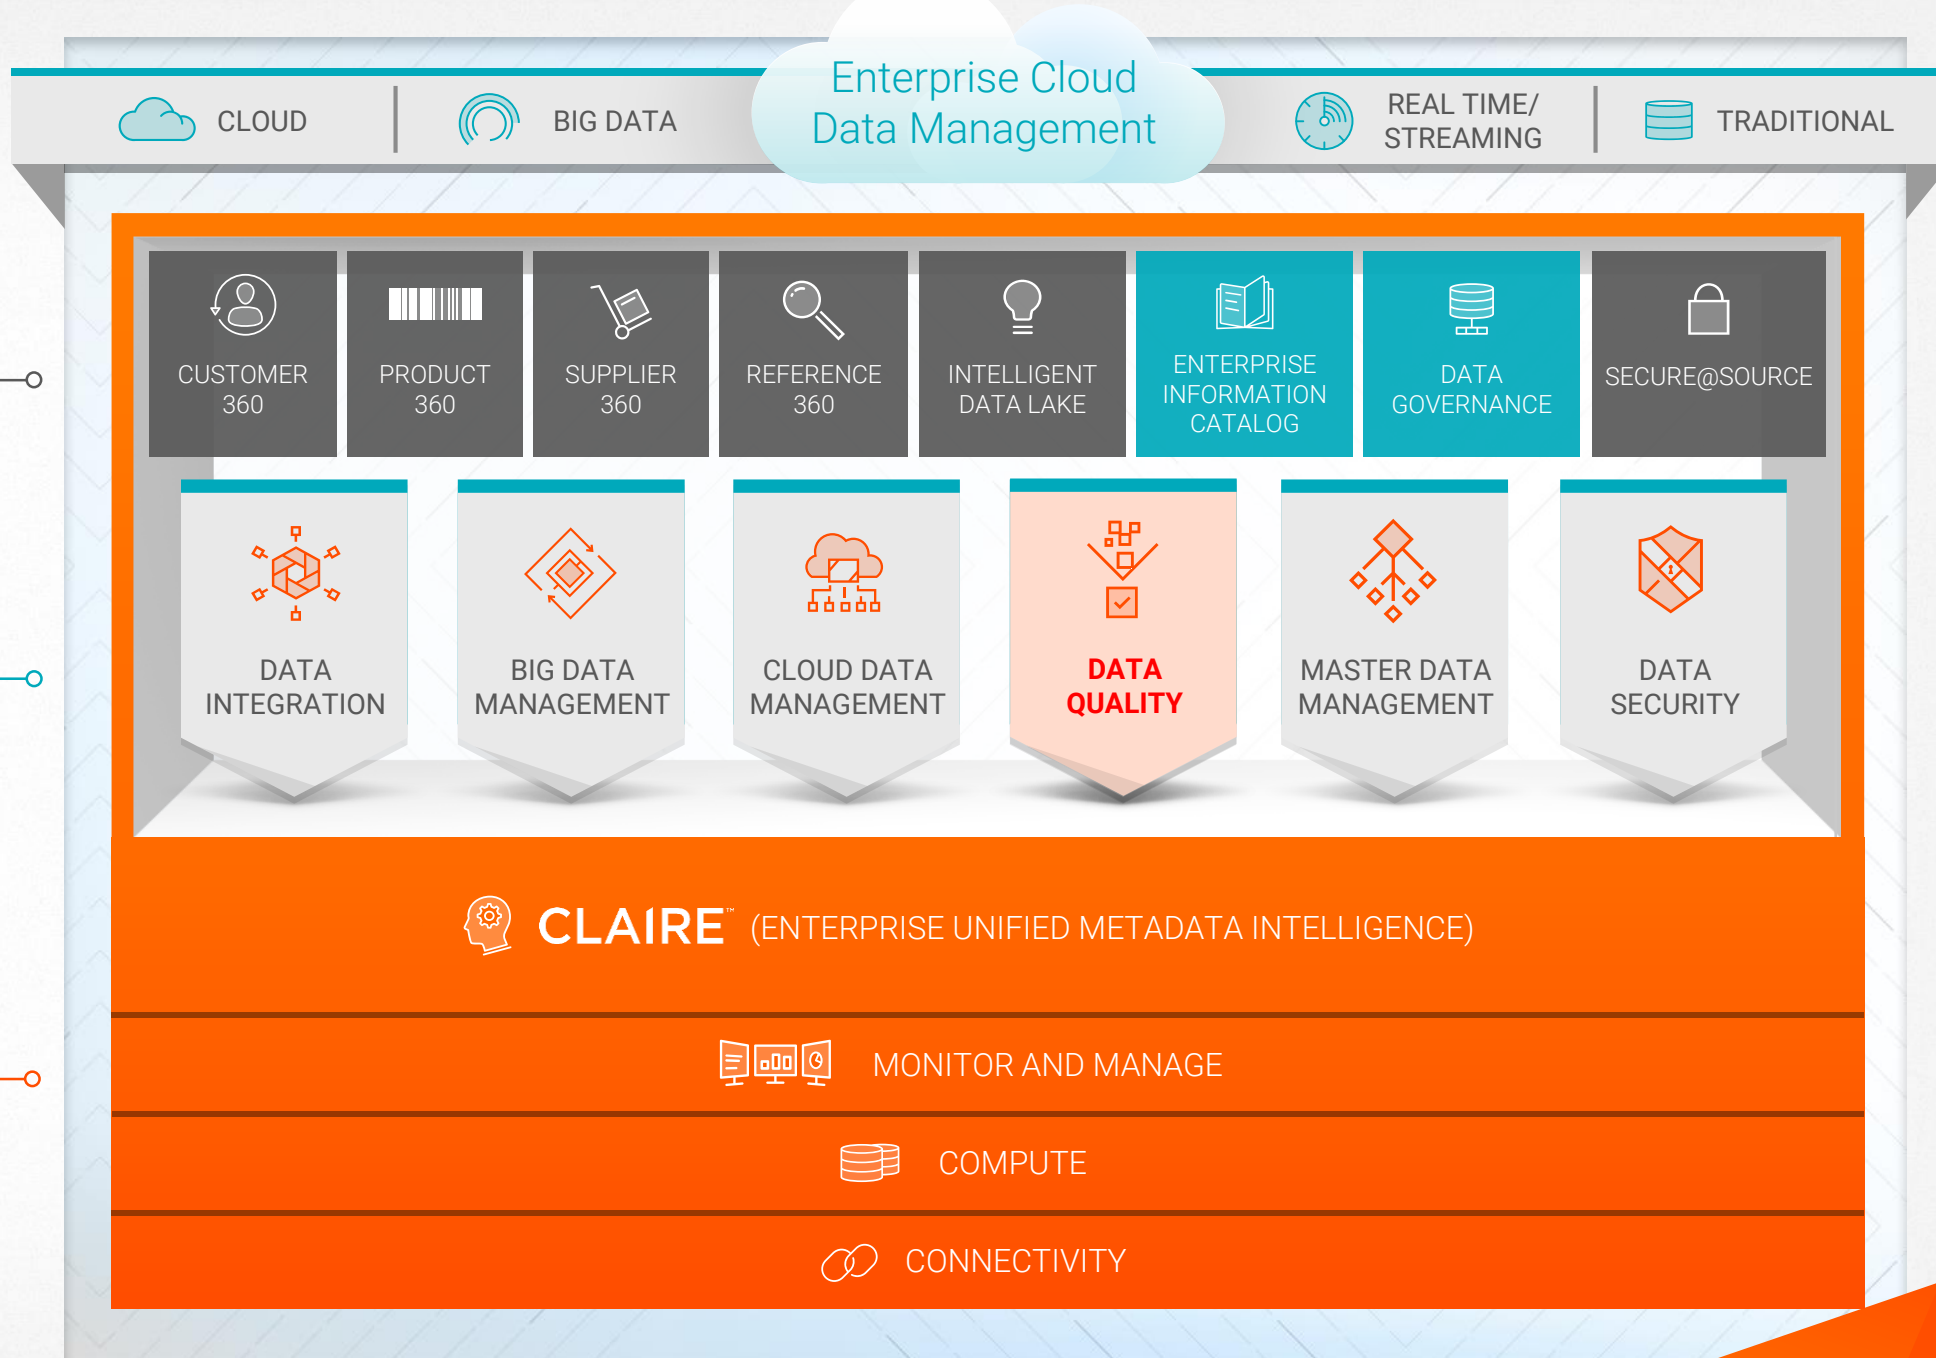 Enterprise Cloud
Data Management
CLOUD
BIG DATA
REAL TIME/
STREAMING
TRADITIONAL
CUSTOMER
360
PRODUCT
360
SUPPLIER
360
REFERENCE
360
INTELLIGENT
DATA LAKE
ENTERPRISE
INFORMATION
CATALOG
DATA
GOVERNANCE
SECURE@SOURCE
DATA
INTEGRATION
BIG DATA
MANAGEMENT
CLOUD DATA
MANAGEMENT
DATA
QUALITY
MASTER DATA
MANAGEMENT
DATA
SECURITY
CLAIRE™ (ENTERPRISE UNIFIED METADATA INTELLIGENCE)
MONITOR AND MANAGE
COMPUTE
CONNECTIVITY